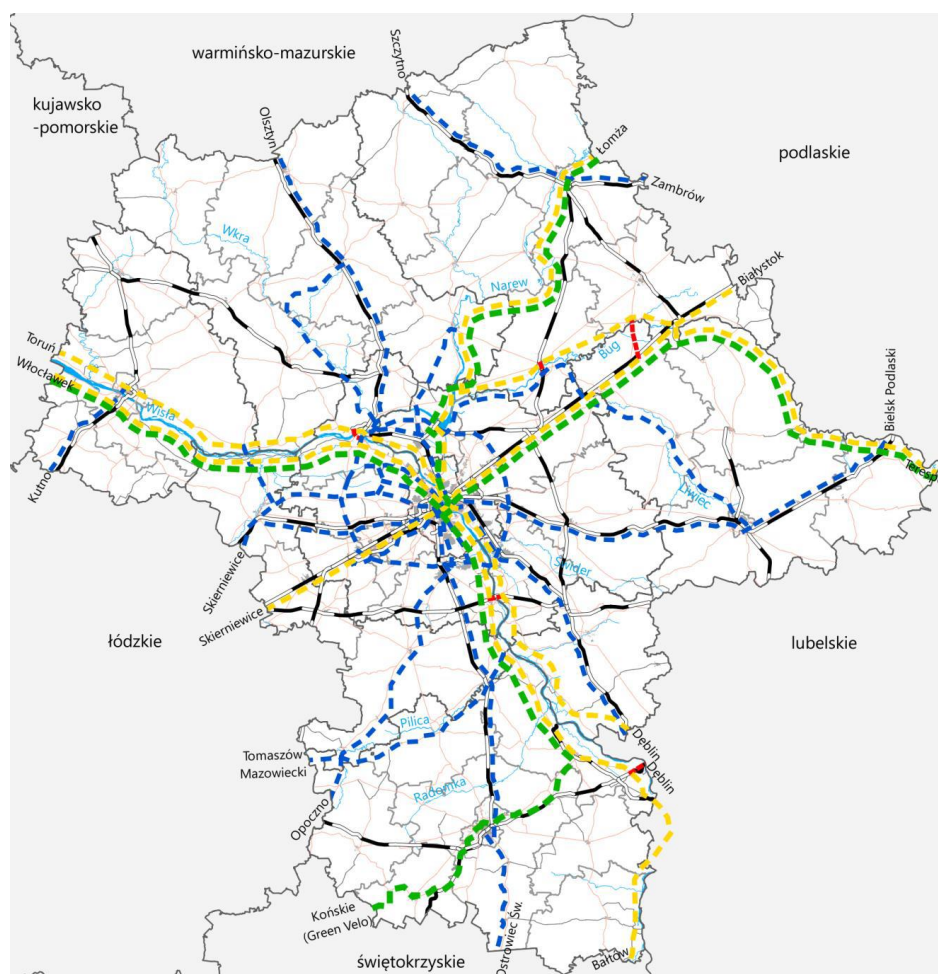 warmińsko-mazurskie
Szczytno
kujawsko
-pomorskie
Olsztyn
Łomża
podlaskie
Zambrów
Wkra
Białystok
Narew
Toruń
Bug
Włocławek
Wisła
Bielsk Podlaski
Kutno
Liwiec
Skierniewice
Świder
Skierniewice
łódzkie
lubelskie
Pilica
Dęblin
Tomaszów
Mazowiecki
Dęblin
Radomka
Opoczno
Końskie
(Green Velo)
Ostrowiec Św.
Bałtów
świętokrzyskie